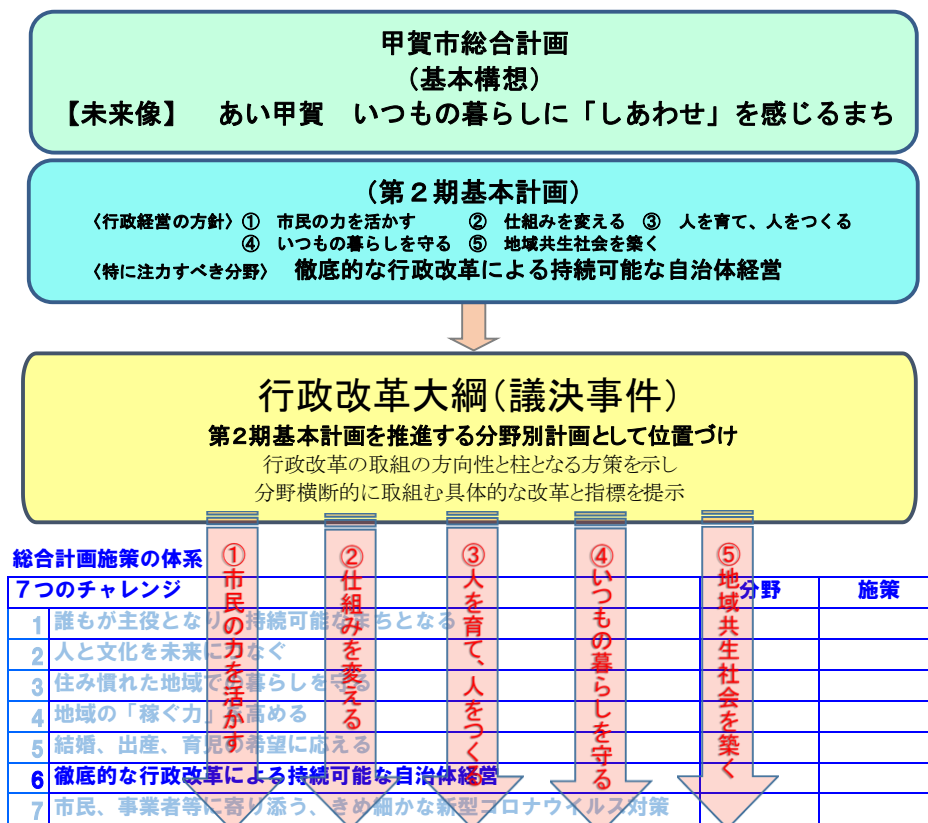 甲賀市総合計画
(基本構想)
【未来像】 あい甲賀 いつもの暮らしに「しあわせ」を感じるまち
(第2期基本計画)
〈行政経営の方針〉① 市民の力を活かす ② 仕組みを変える ③ 人を育て、人をつくる
④ いつもの暮らしを守る ⑤ 地域共生社会を築く
〈特に注力すべき分野〉 徹底的な行政改革による持続可能な自治体経営
行政改革大綱(議決事件)
第2期基本計画を推進する分野別計画として位置づけ
行政改革の取組の方向性と柱となる方策を示し
分野横断的に取組む具体的な改革と指標を提示
①市民の力を活かす
②仕組みを変える
③人を育て、人をつくる
④いつもの暮らしを守る
⑤地域共生社会を築く
総合計画施策の体系
7つのチャレンジ 分野 施策
1 誰もが主役となり、持続可能なまちとなる
2 人と文化を未来につなぐ
3 住み慣れた地域での暮らしを守る
4 地域の「稼ぐ力」を高める
5 結婚、出産、育児の希望に応える
6 徹底的な行政改革による持続可能な自治体経営
7 市民、事業者等に寄り添う、きめ細かな新型コロナウイルス対策